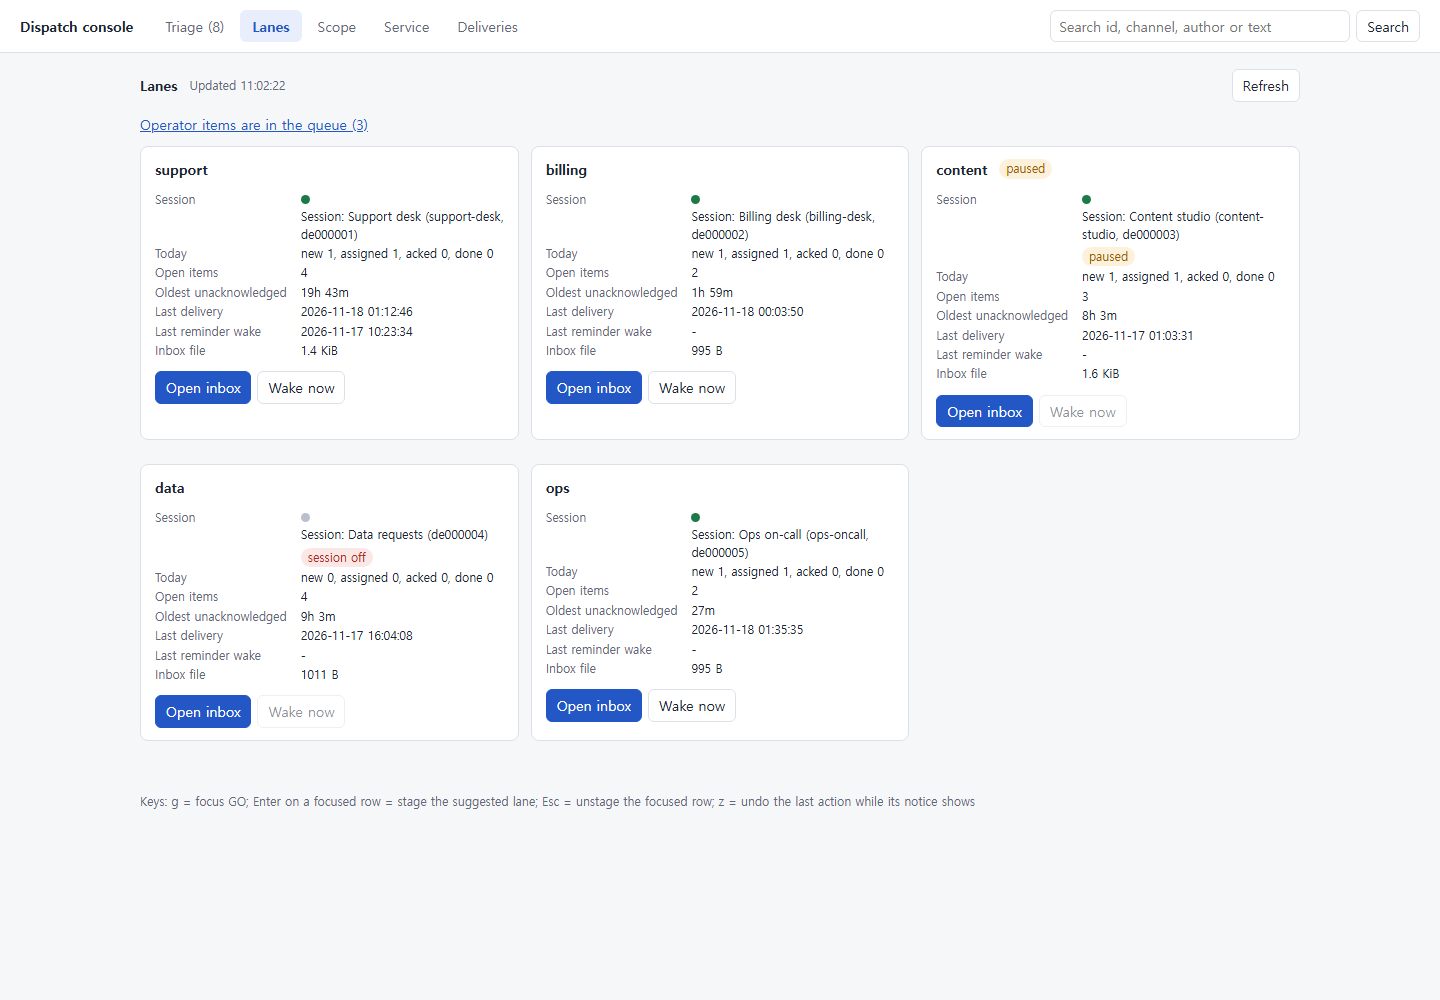 Dispatch console
Triage (8)
Lanes
Scope
Service
Deliveries
Search id, channel, author or text
Search
Lanes
Updated 11:02:22
Refresh
Operator items are in the queue (3)
support
Session
Session: Support desk (support-desk,
de000001)
Today
new 1, assigned 1, acked 0, done 0
Open items
4
Oldest unacknowledged
19h 43m
Last delivery
2026-11-18 01:12:46
Last reminder wake
2026-11-17 10:23:34
Inbox file
1.4 KiB
Open inbox
Wake now
billing
Session
Session: Billing desk (billing-desk,
de000002)
Today
new 1, assigned 1, acked 0, done 0
Open items
2
Oldest unacknowledged
1h 59m
Last delivery
2026-11-18 00:03:50
Last reminder wake
-
Inbox file
995 B
Open inbox
Wake now
content
paused
Session
Session: Content studio (content-
studio, de000003)
paused
Today
new 1, assigned 1, acked 0, done 0
Open items
3
Oldest unacknowledged
8h 3m
Last delivery
2026-11-17 01:03:31
Last reminder wake
-
Inbox file
1.6 KiB
Open inbox
Wake now
data
Session
Session: Data requests (de000004)
session off
Today
new 0, assigned 0, acked 0, done 0
Open items
4
Oldest unacknowledged
9h 3m
Last delivery
2026-11-17 16:04:08
Last reminder wake
-
Inbox file
1011 B
Open inbox
Wake now
ops
Session
Session: Ops on-call (ops-oncall,
de000005)
Today
new 1, assigned 1, acked 0, done 0
Open items
2
Oldest unacknowledged
27m
Last delivery
2026-11-18 01:35:35
Last reminder wake
-
Inbox file
995 B
Open inbox
Wake now
Keys: g = focus GO; Enter on a focused row = stage the suggested lane; Esc = unstage the focused row; z = undo the last action while its notice shows